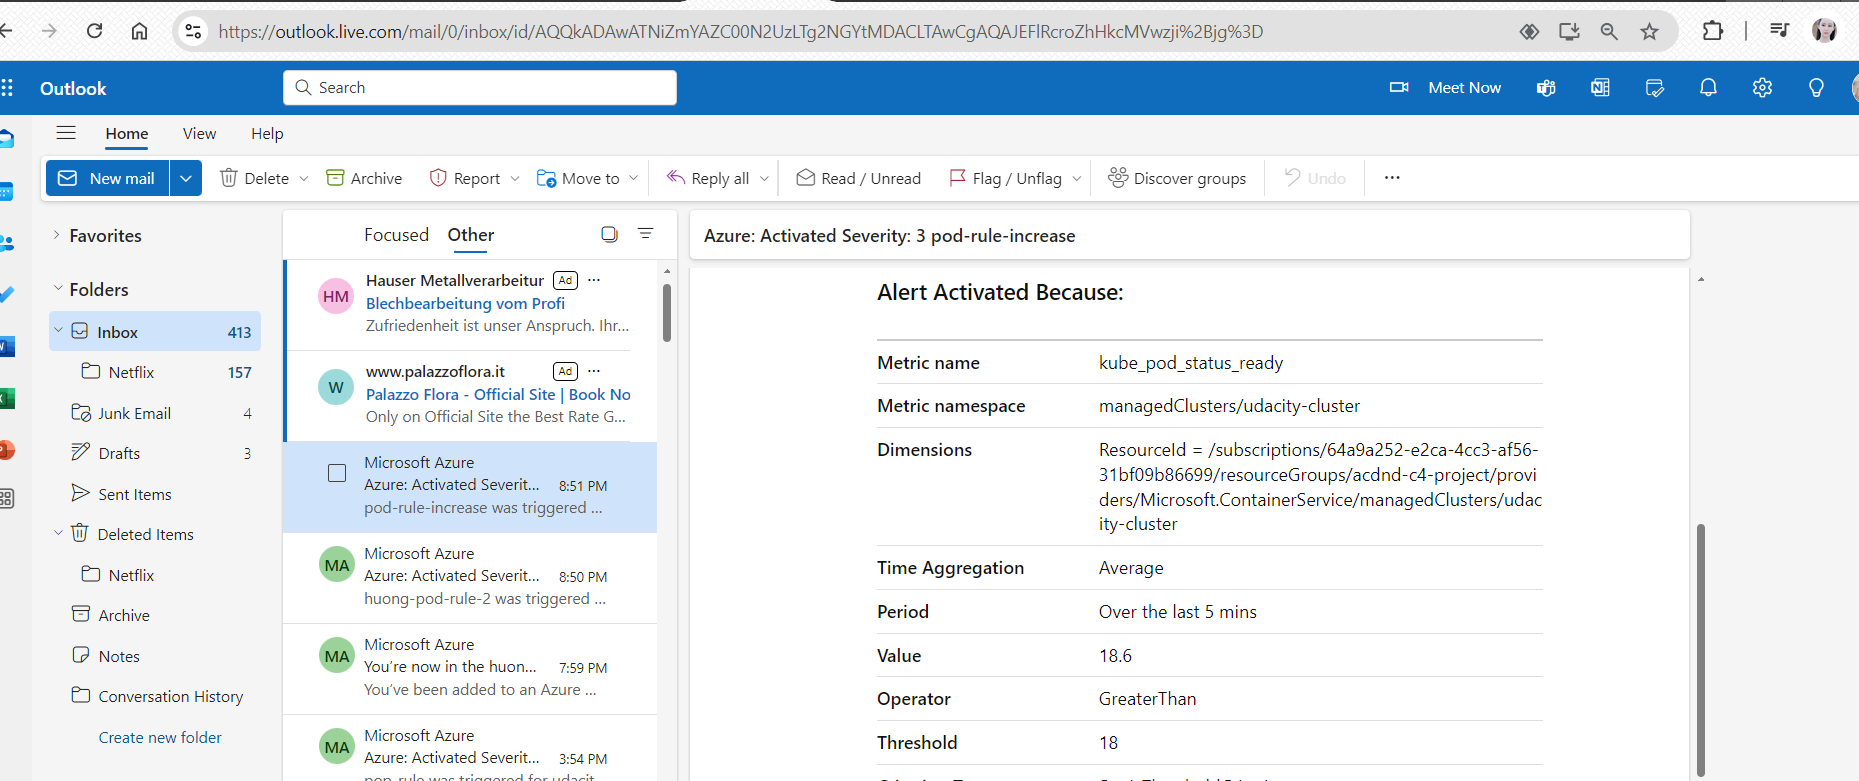 https://outlook.live.com/mail/0/inbox/id/AQQkADAwATNiZmYAZC00N2UzLTg2NGYtMDACLTAwCgAQAJEFlRcroZhHkcMVwzji%2Bjg%3D
Outlook
Search
Meet Now
Home
View
Help
New mail
Delete
Archive
Report
Move to
Reply all
Read / Unread
Flag / Unflag
Discover groups
Undo
Favorites
Folders
Inbox 413
Netflix 157
Junk Email 4
Drafts 3
Sent Items
Deleted Items
Netflix
Archive
Notes
Conversation History
Create new folder
Focused
Other
HM
Hauser Metallverarbeitur Ad
Blechbearbeitung vom Profi
Zufriedenheit ist unser Anspruch. Ihr...
W
www.palazzoflora.it Ad
Palazzo Flora - Official Site | Book No
Only on Official Site the Best Rate G...
Microsoft Azure
Azure: Activated Severit... 8:51 PM
pod-rule-increase was triggered ...
MA
Microsoft Azure
Azure: Activated Severit... 8:50 PM
huong-pod-rule-2 was triggered ...
MA
Microsoft Azure
You're now in the huon... 7:59 PM
You've been added to an Azure ...
MA
Microsoft Azure
Azure: Activated Severit... 3:54 PM
pop-rule was triggered for udacit
Azure: Activated Severity: 3 pod-rule-increase
Alert Activated Because:
Metric name kube_pod_status_ready
Metric namespace managedClusters/udacity-cluster
Dimensions ResourceId = /subscriptions/64a9a252-e2ca-4cc3-af56-
31bf09b86699/resourceGroups/acdnd-c4-project/provi
ders/Microsoft.ContainerService/managedClusters/udac
ity-cluster
Time Aggregation Average
Period Over the last 5 mins
Value 18.6
Operator GreaterThan
Threshold 18